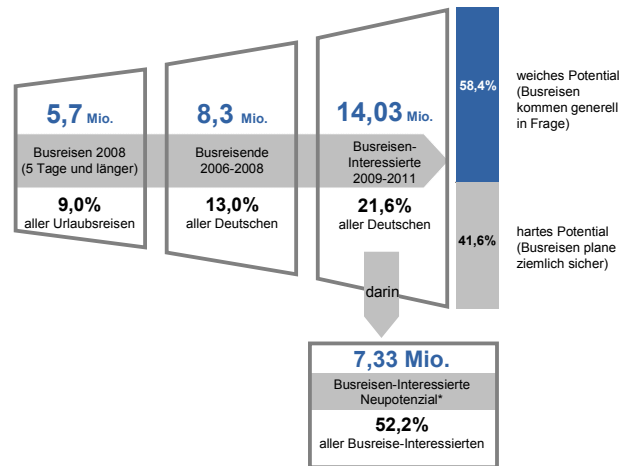 5,7 Mio.
Busreisen 2008
(5 Tage und länger)
9,0%
aller Urlaubsreisen
8,3 Mio.
Busreisende
2006-2008
13,0%
aller Deutschen
14,03 Mio.
Busreisen-
Interessierte
2009-2011
21,6%
aller Deutschen
58,4%
weiches Potential
(Busreisen
kommen generell
in Frage)
41,6%
hartes Potential
(Busreisen plane
ziemlich sicher)
darin
7,33 Mio.
Busreisen-Interessierte
Neupotenzial*
52,2%
aller Busreise-Interessierten